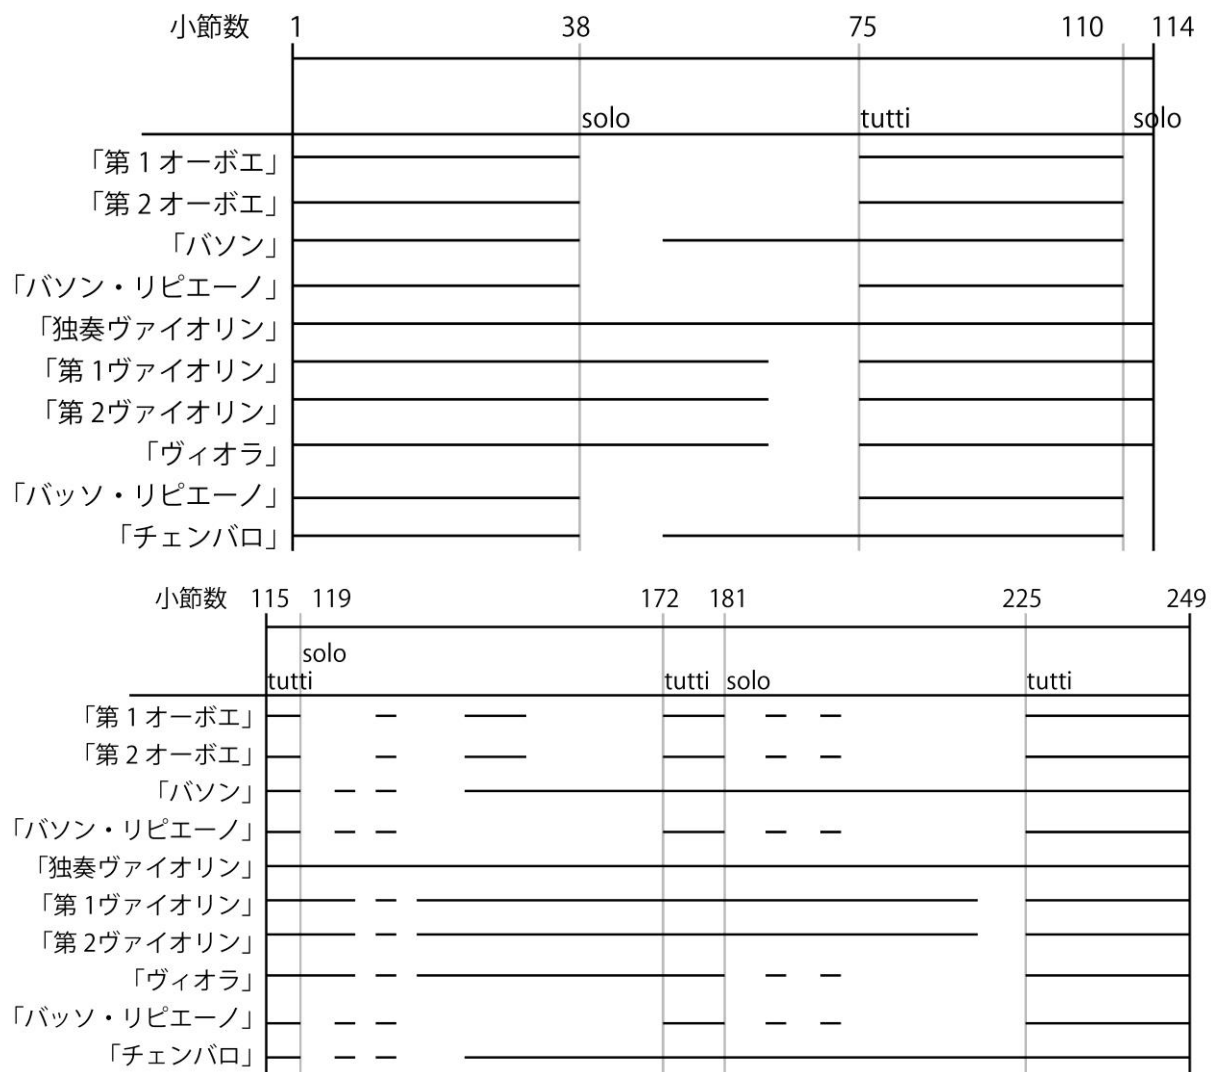 小節数 1 38 75 110 114
solo tutti solo
「第 1 オーボエ」
「第 2 オーボエ」
「バソン」
「バソン・リピエーノ」
「独奏ヴァイオリン」
「第 1ヴァイオリン」
「第 2ヴァイオリン」
「ヴィオラ」
「バッソ・リピエーノ」
「チェンバロ」
小節数 115 119 172 181 225 249
solo
tutti tutti solo tutti
「第 1 オーボエ」
「第 2 オーボエ」
「バソン」
「バソン・リピエーノ」
「独奏ヴァイオリン」
「第 1ヴァイオリン」
「第 2ヴァイオリン」
「ヴィオラ」
「バッソ・リピエーノ」
「チェンバロ」